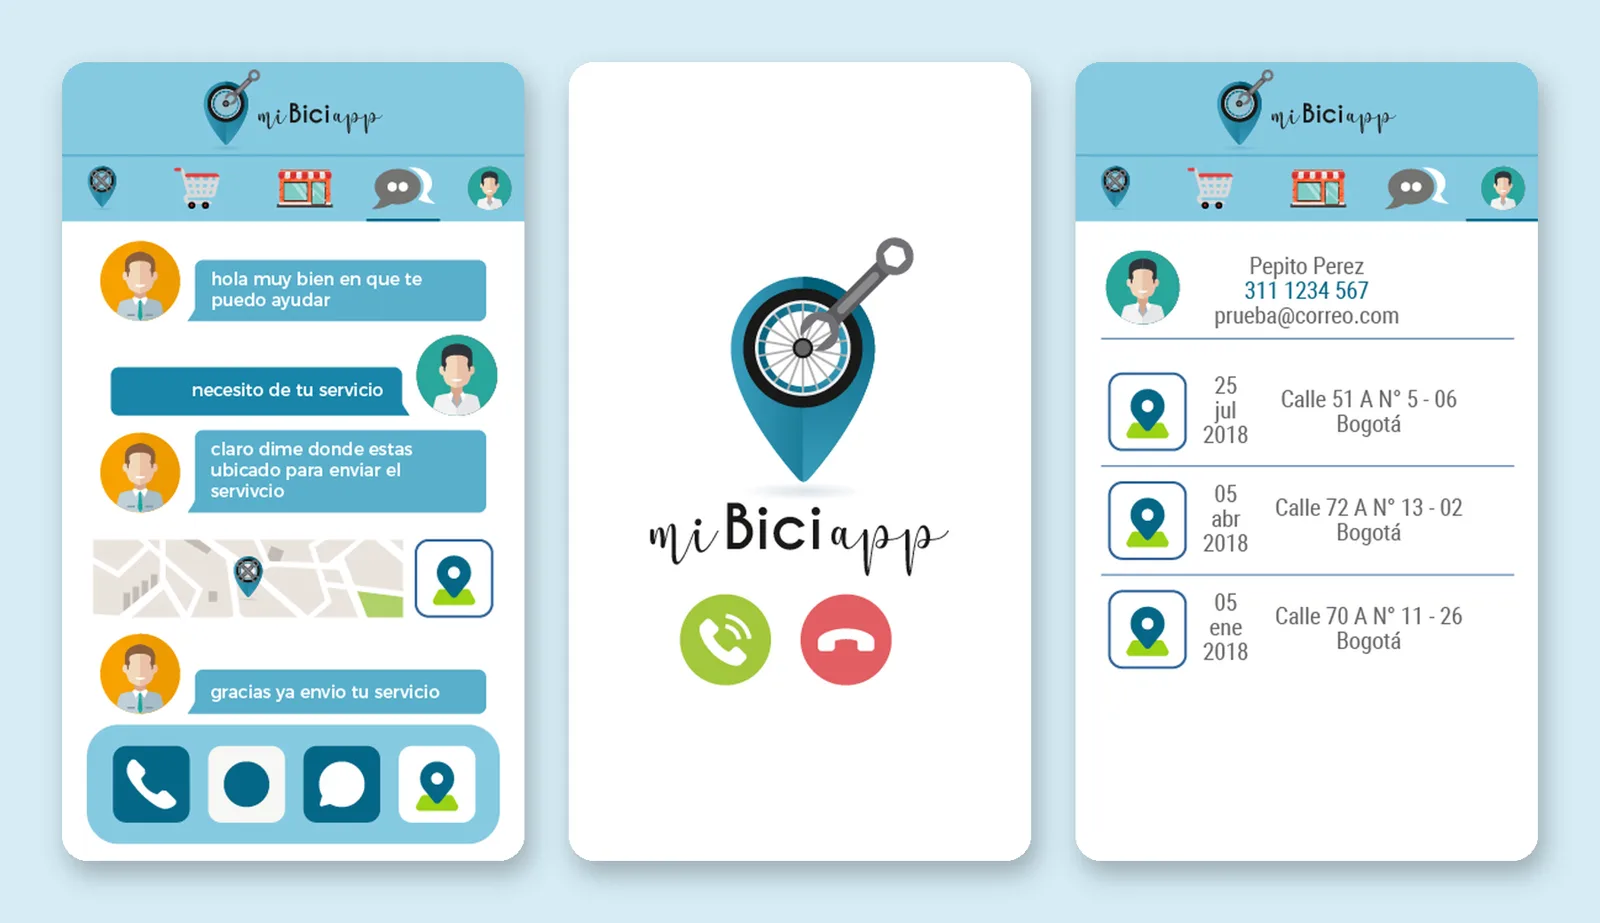 mi Bici app
hola muy bien en que te
puedo ayudar
necesito de tu servicio
claro dime donde estas
ubicado para enviar el
servivcio
gracias ya envio tu servicio
mi Bici app
mi Bici app
Pepito Perez
311 1234 567
prueba@correo.com
25
jul
2018
Calle 51 A N° 5 - 06
Bogotá
05
abr
2018
Calle 72 A N° 13 - 02
Bogotá
05
ene
2018
Calle 70 A N° 11 - 26
Bogotá